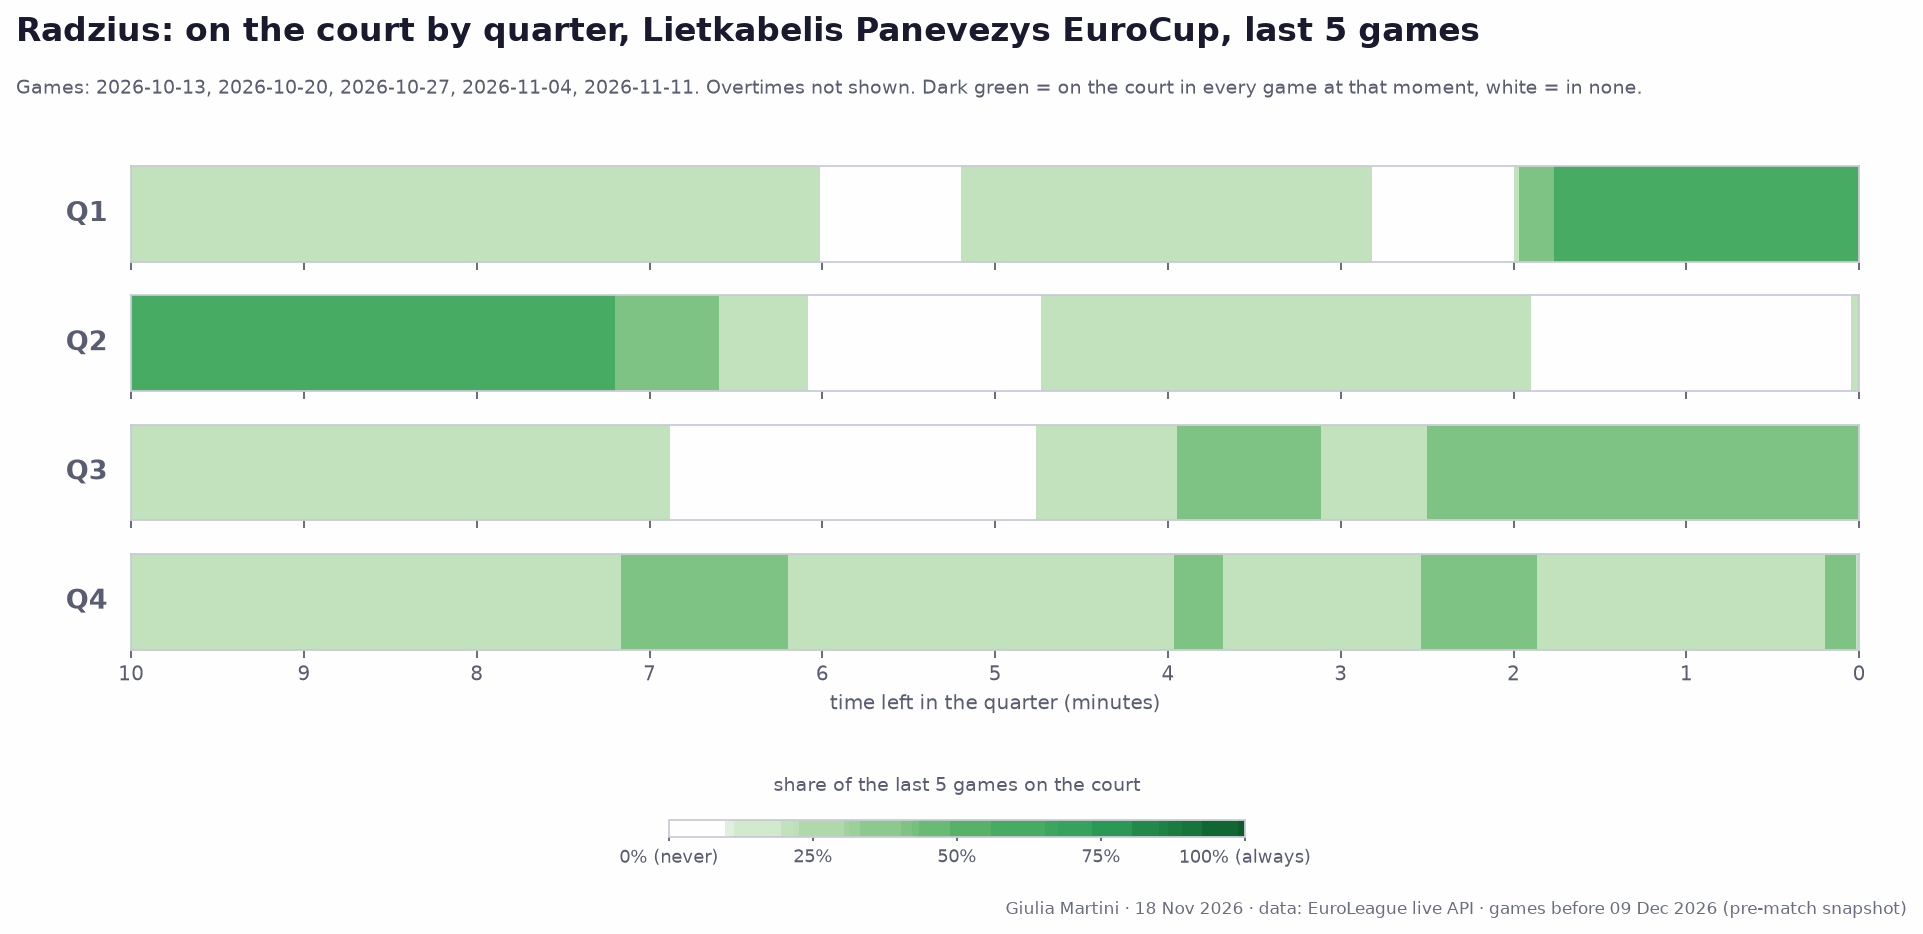 Radzius: on the court by quarter, Lietkabelis Panevezys EuroCup, last 5 games
Games: 2026-10-13, 2026-10-20, 2026-10-27, 2026-11-04, 2026-11-11. Overtimes not shown. Dark green = on the court in every game at that moment, white = in none.
Q1
Q2
Q3
Q4
10 9 8 7 6 5 4 3 2 1 0
time left in the quarter (minutes)
share of the last 5 games on the court
0% (never) 25% 50% 75% 100% (always)
Giulia Martini · 18 Nov 2026 · data: EuroLeague live API · games before 09 Dec 2026 (pre-match snapshot)